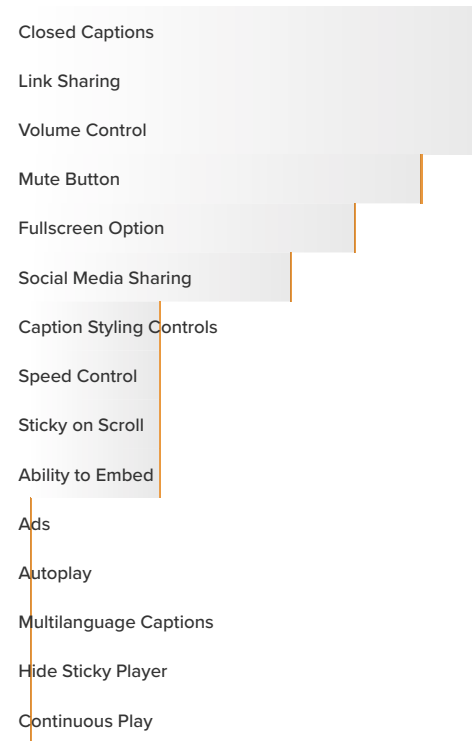 Closed Captions
Link Sharing
Volume Control
Mute Button
Fullscreen Option
Social Media Sharing
Caption Styling Controls
Speed Control
Sticky on Scroll
Ability to Embed
Ads
Autoplay
Multilanguage Captions
Hide Sticky Player
Continuous Play